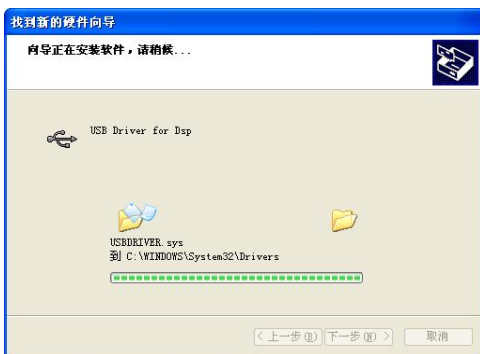 找到新的硬件向导
向导正在安装软件，请稍候...
USB Driver for Dsp
USBDRIVER.sys
到 C:\WINDOWS\System32\Drivers
< 上一步(B) 下一步(N) > 取消